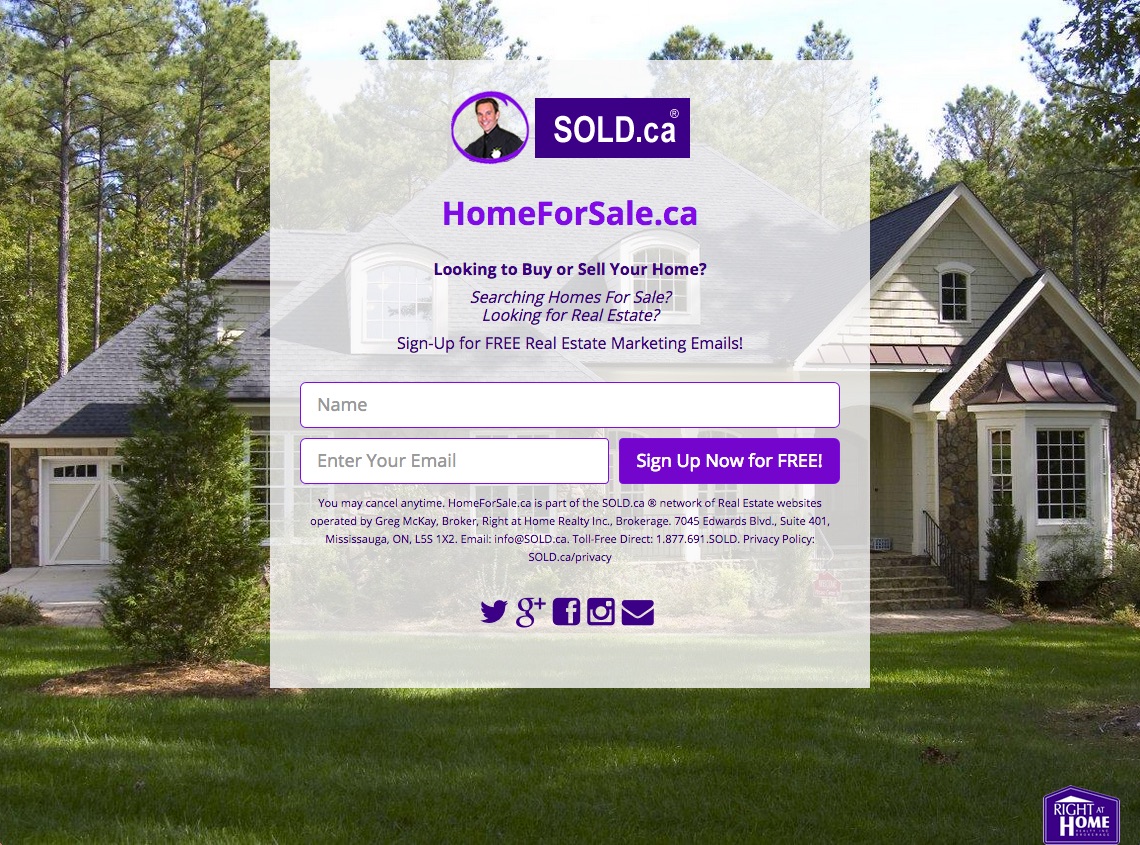 SOLD.ca®
HomeForSale.ca
Looking to Buy or Sell Your Home?
Searching Homes For Sale?
Looking for Real Estate?
Sign-Up for FREE Real Estate Marketing Emails!
Name
Enter Your Email
Sign Up Now for FREE!
You may cancel anytime. HomeForSale.ca is part of the SOLD.ca ® network of Real Estate websites
operated by Greg McKay, Broker, Right at Home Realty Inc., Brokerage. 7045 Edwards Blvd., Suite 401,
Mississauga, ON, L5S 1X2. Email: info@SOLD.ca. Toll-Free Direct: 1.877.691.SOLD. Privacy Policy:
SOLD.ca/privacy
g+
RIGHT AT
HOME
REALTY INC.
BROKERAGE